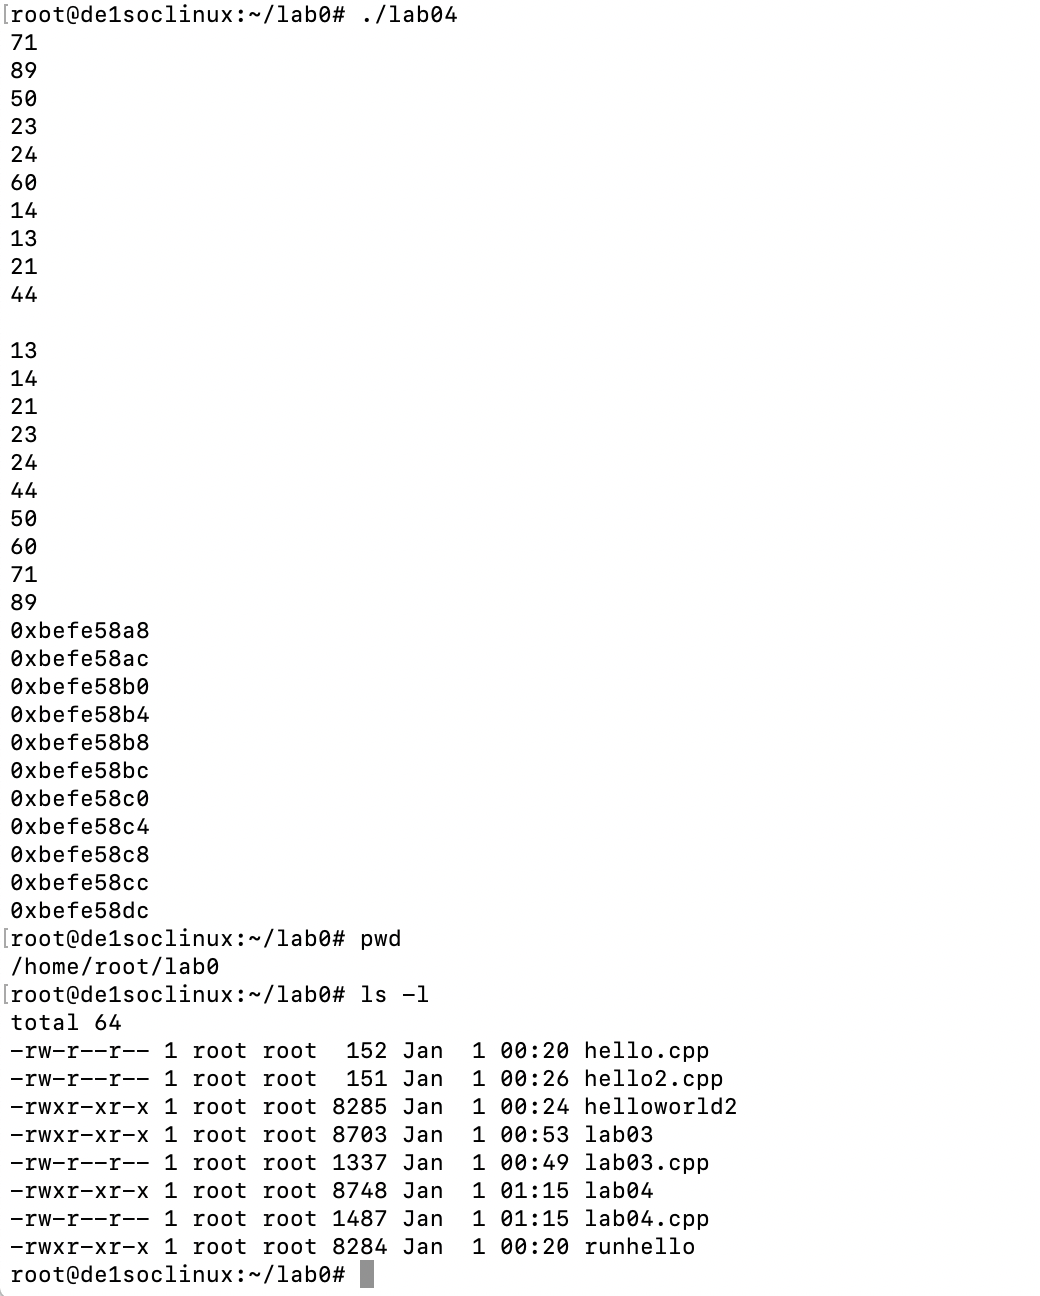 [root@de1soclinux:~/lab0# ./lab04
71
89
50
23
24
60
14
13
21
44

13
14
21
23
24
44
50
60
71
89
0xbefe58a8
0xbefe58ac
0xbefe58b0
0xbefe58b4
0xbefe58b8
0xbefe58bc
0xbefe58c0
0xbefe58c4
0xbefe58c8
0xbefe58cc
0xbefe58dc
[root@de1soclinux:~/lab0# pwd
/home/root/lab0
[root@de1soclinux:~/lab0# ls -l
total 64
-rw-r--r-- 1 root root  152 Jan  1 00:20 hello.cpp
-rw-r--r-- 1 root root  151 Jan  1 00:26 hello2.cpp
-rwxr-xr-x 1 root root 8285 Jan  1 00:24 helloworld2
-rwxr-xr-x 1 root root 8703 Jan  1 00:53 lab03
-rw-r--r-- 1 root root 1337 Jan  1 00:49 lab03.cpp
-rwxr-xr-x 1 root root 8748 Jan  1 01:15 lab04
-rw-r--r-- 1 root root 1487 Jan  1 01:15 lab04.cpp
-rwxr-xr-x 1 root root 8284 Jan  1 00:20 runhello
root@de1soclinux:~/lab0#